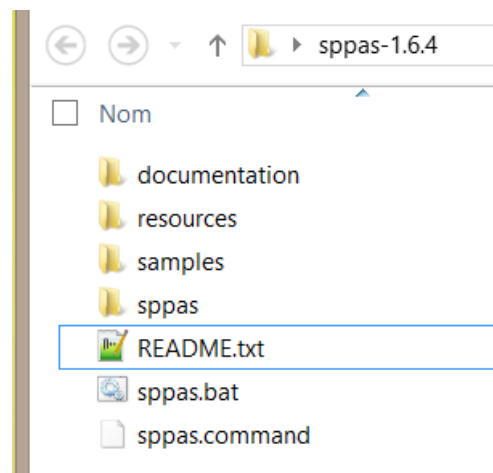 sppas-1.6.4
Nom
documentation
resources
samples
sppas
README.txt
sppas.bat
sppas.command